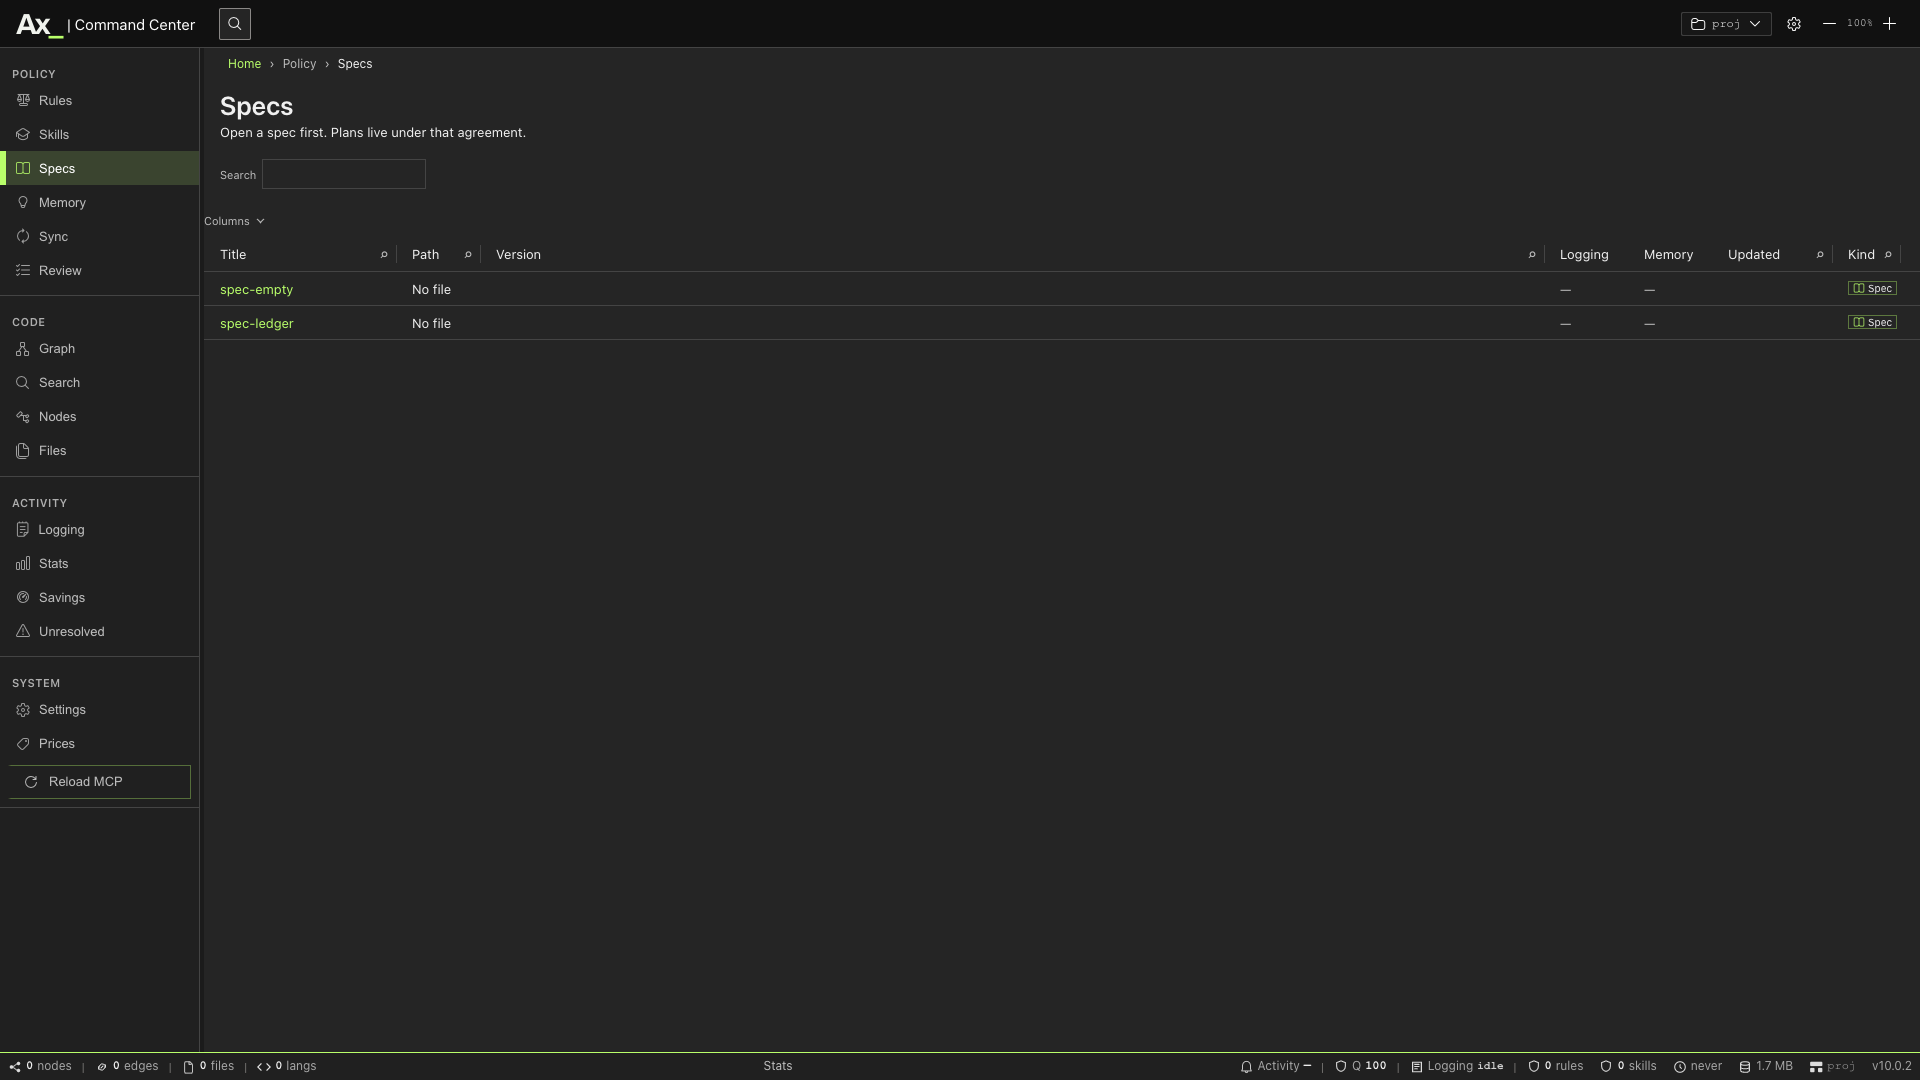 Ax_ | Command Center
proj
100%
POLICY
Rules
Skills
Specs
Memory
Sync
Review
CODE
Graph
Search
Nodes
Files
ACTIVITY
Logging
Stats
Savings
Unresolved
SYSTEM
Settings
Prices
Reload MCP
Home › Policy › Specs
Specs
Open a spec first. Plans live under that agreement.
Search
Columns
Title Path Version Logging Memory Updated Kind
spec-empty No file — — Spec
spec-ledger No file — — Spec
0 nodes | 0 edges | 0 files | 0 langs Stats Activity — | Q 100 | Logging idle | 0 rules 0 skills never 1.7 MB proj v10.0.2